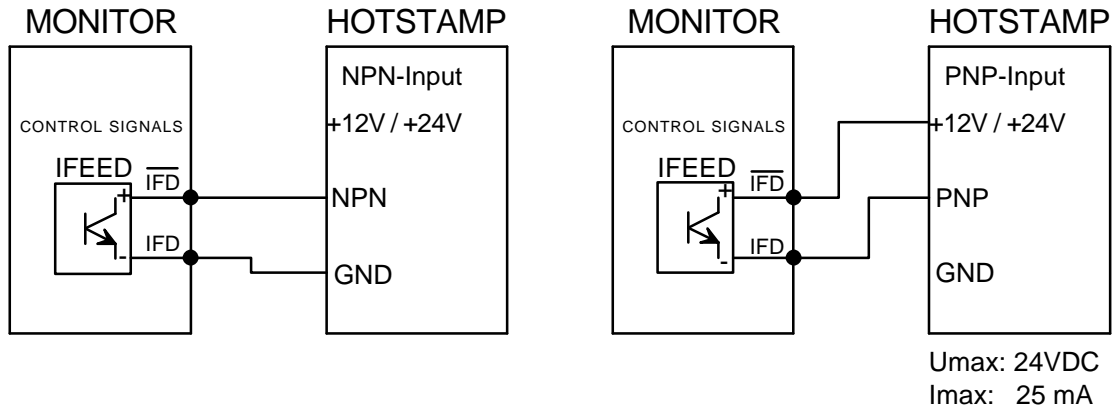 MONITOR
HOTSTAMP
NPN-Input
+12V / +24V
CONTROL SIGNALS
IFEED
+
IFD
NPN
IFD
-
GND
MONITOR
HOTSTAMP
PNP-Input
+12V / +24V
CONTROL SIGNALS
IFEED
+
IFD
PNP
IFD
-
GND
Umax: 24VDC
Imax: 25 mA